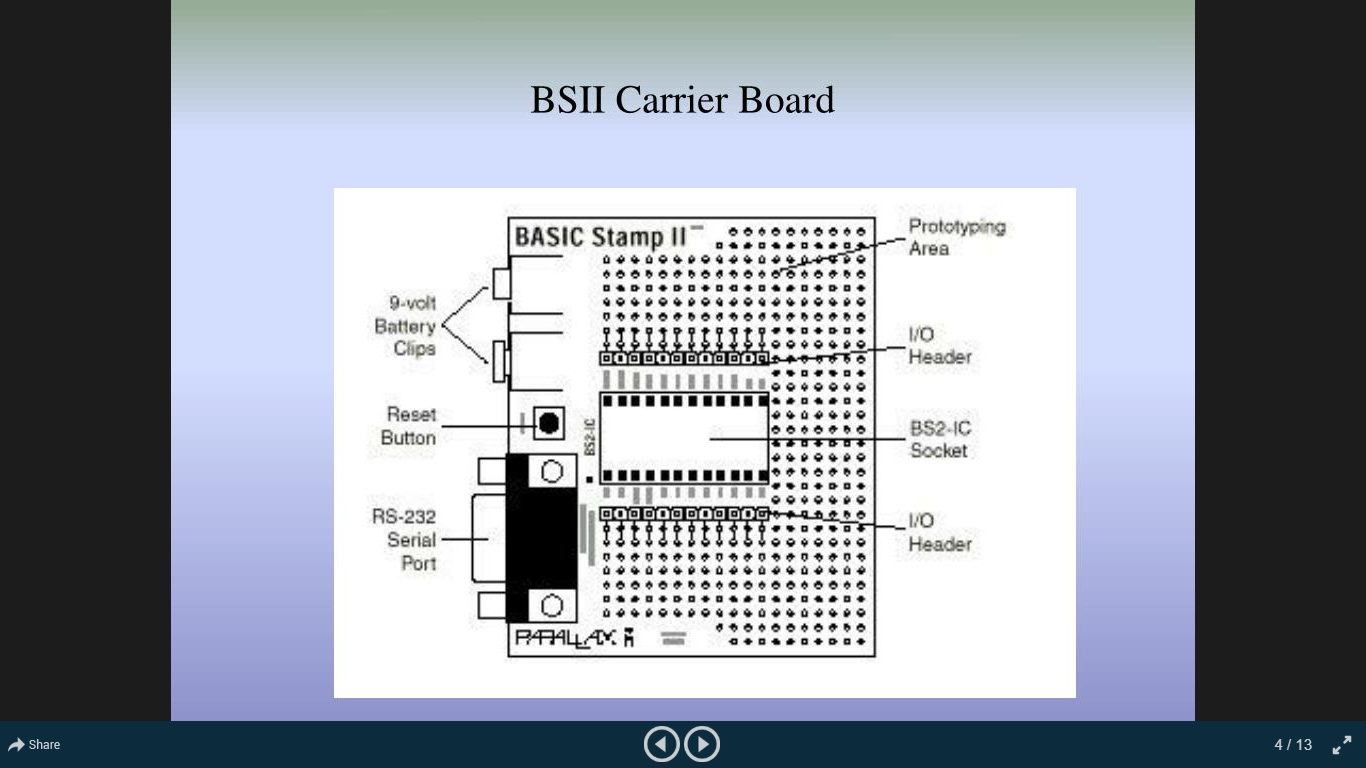 BSII Carrier Board
BASIC Stamp II™
Prototyping
Area
9-volt
Battery
Clips
I/O
Header
Reset
Button
BS2-IC
BS2-IC
Socket
RS-232
Serial
Port
I/O
Header
PARALLAX
Share
4 / 13